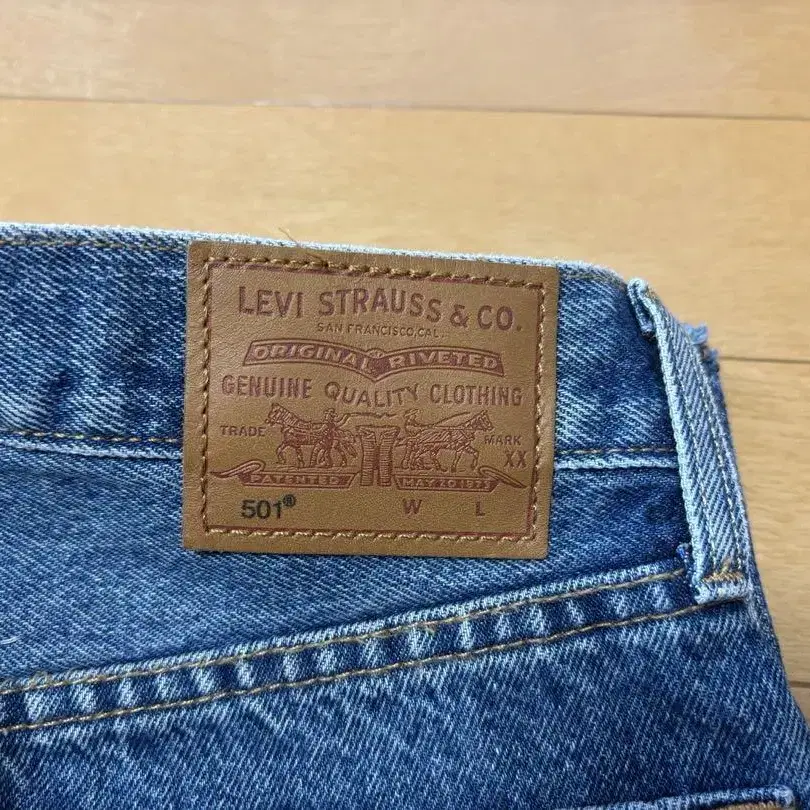 LEVI STRAUSS & CO.
SAN FRANCISCO, CAL.
ORIGINAL RIVETED
GENUINE QUALITY CLOTHING
TRADE MARK
XX
PATENTED MAY 20 1873
501® W L